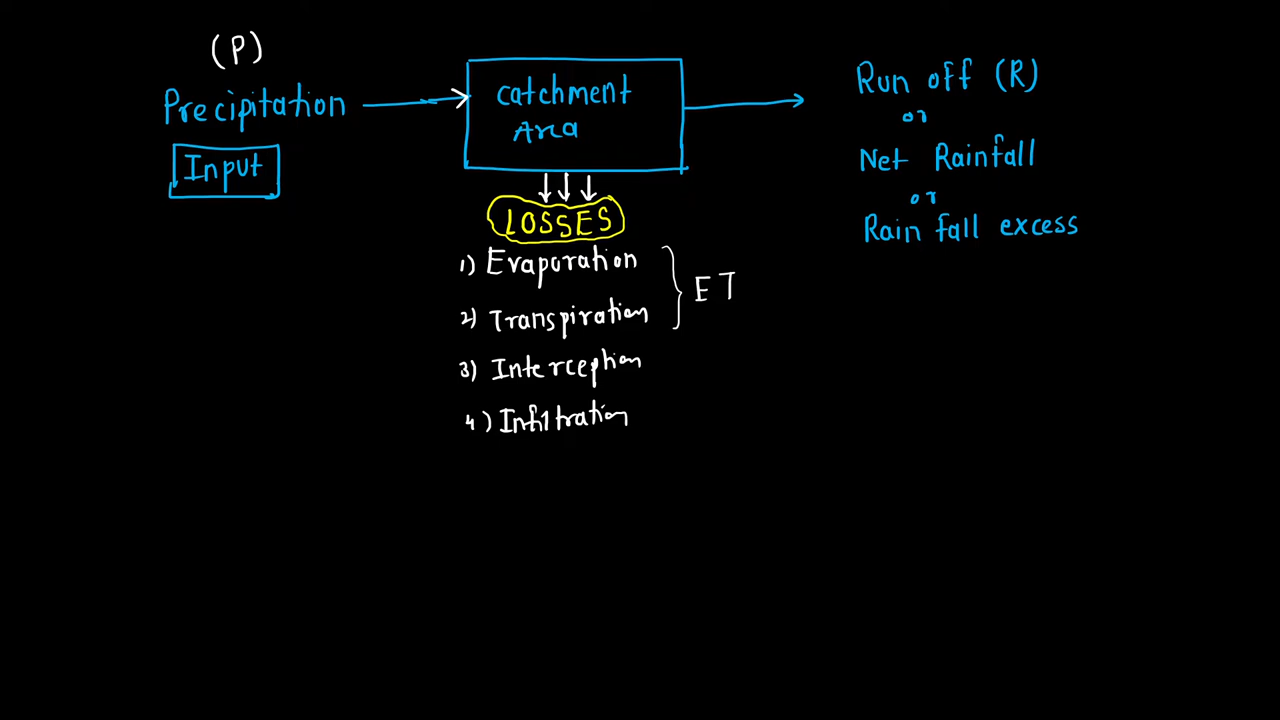 (P)
Precipitation
Input
Catchment
Area
LOSSES
1) Evaporation
2) Transpiration
ET
3) Interception
4) Infiltration
Run off (R)
or
Net Rainfall
or
Rain fall excess